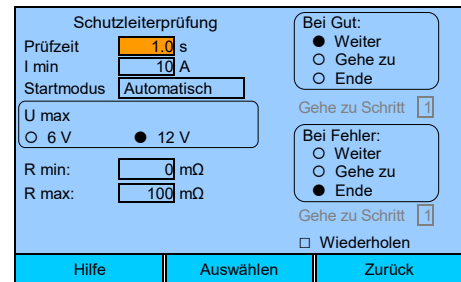 Schutzleiterprüfung
Prüfzeit 1.0 s
I min 10 A
Startmodus Automatisch
U max
○ 6 V ● 12 V
R min: 0 mΩ
R max: 100 mΩ
Bei Gut:
● Weiter
○ Gehe zu
○ Ende
Gehe zu Schritt 1
Bei Fehler:
○ Weiter
○ Gehe zu
● Ende
Gehe zu Schritt 1
□ Wiederholen
Hilfe Auswählen Zurück